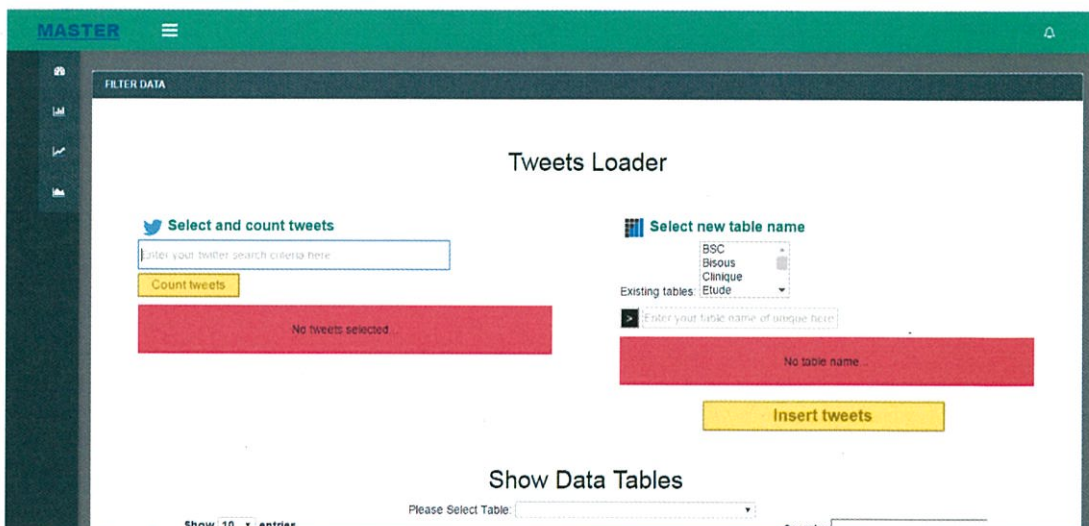 MASTER
FILTER DATA
Tweets Loader
Select and count tweets
Enter your twitter search criteria here
Count tweets
No tweets selected...
Select new table name
BSC
Bisous
Clinique
Existing tables: Etude
> Enter your table name of unique here
No table name...
Insert tweets
Show Data Tables
Please Select Table:
Show 10 entries